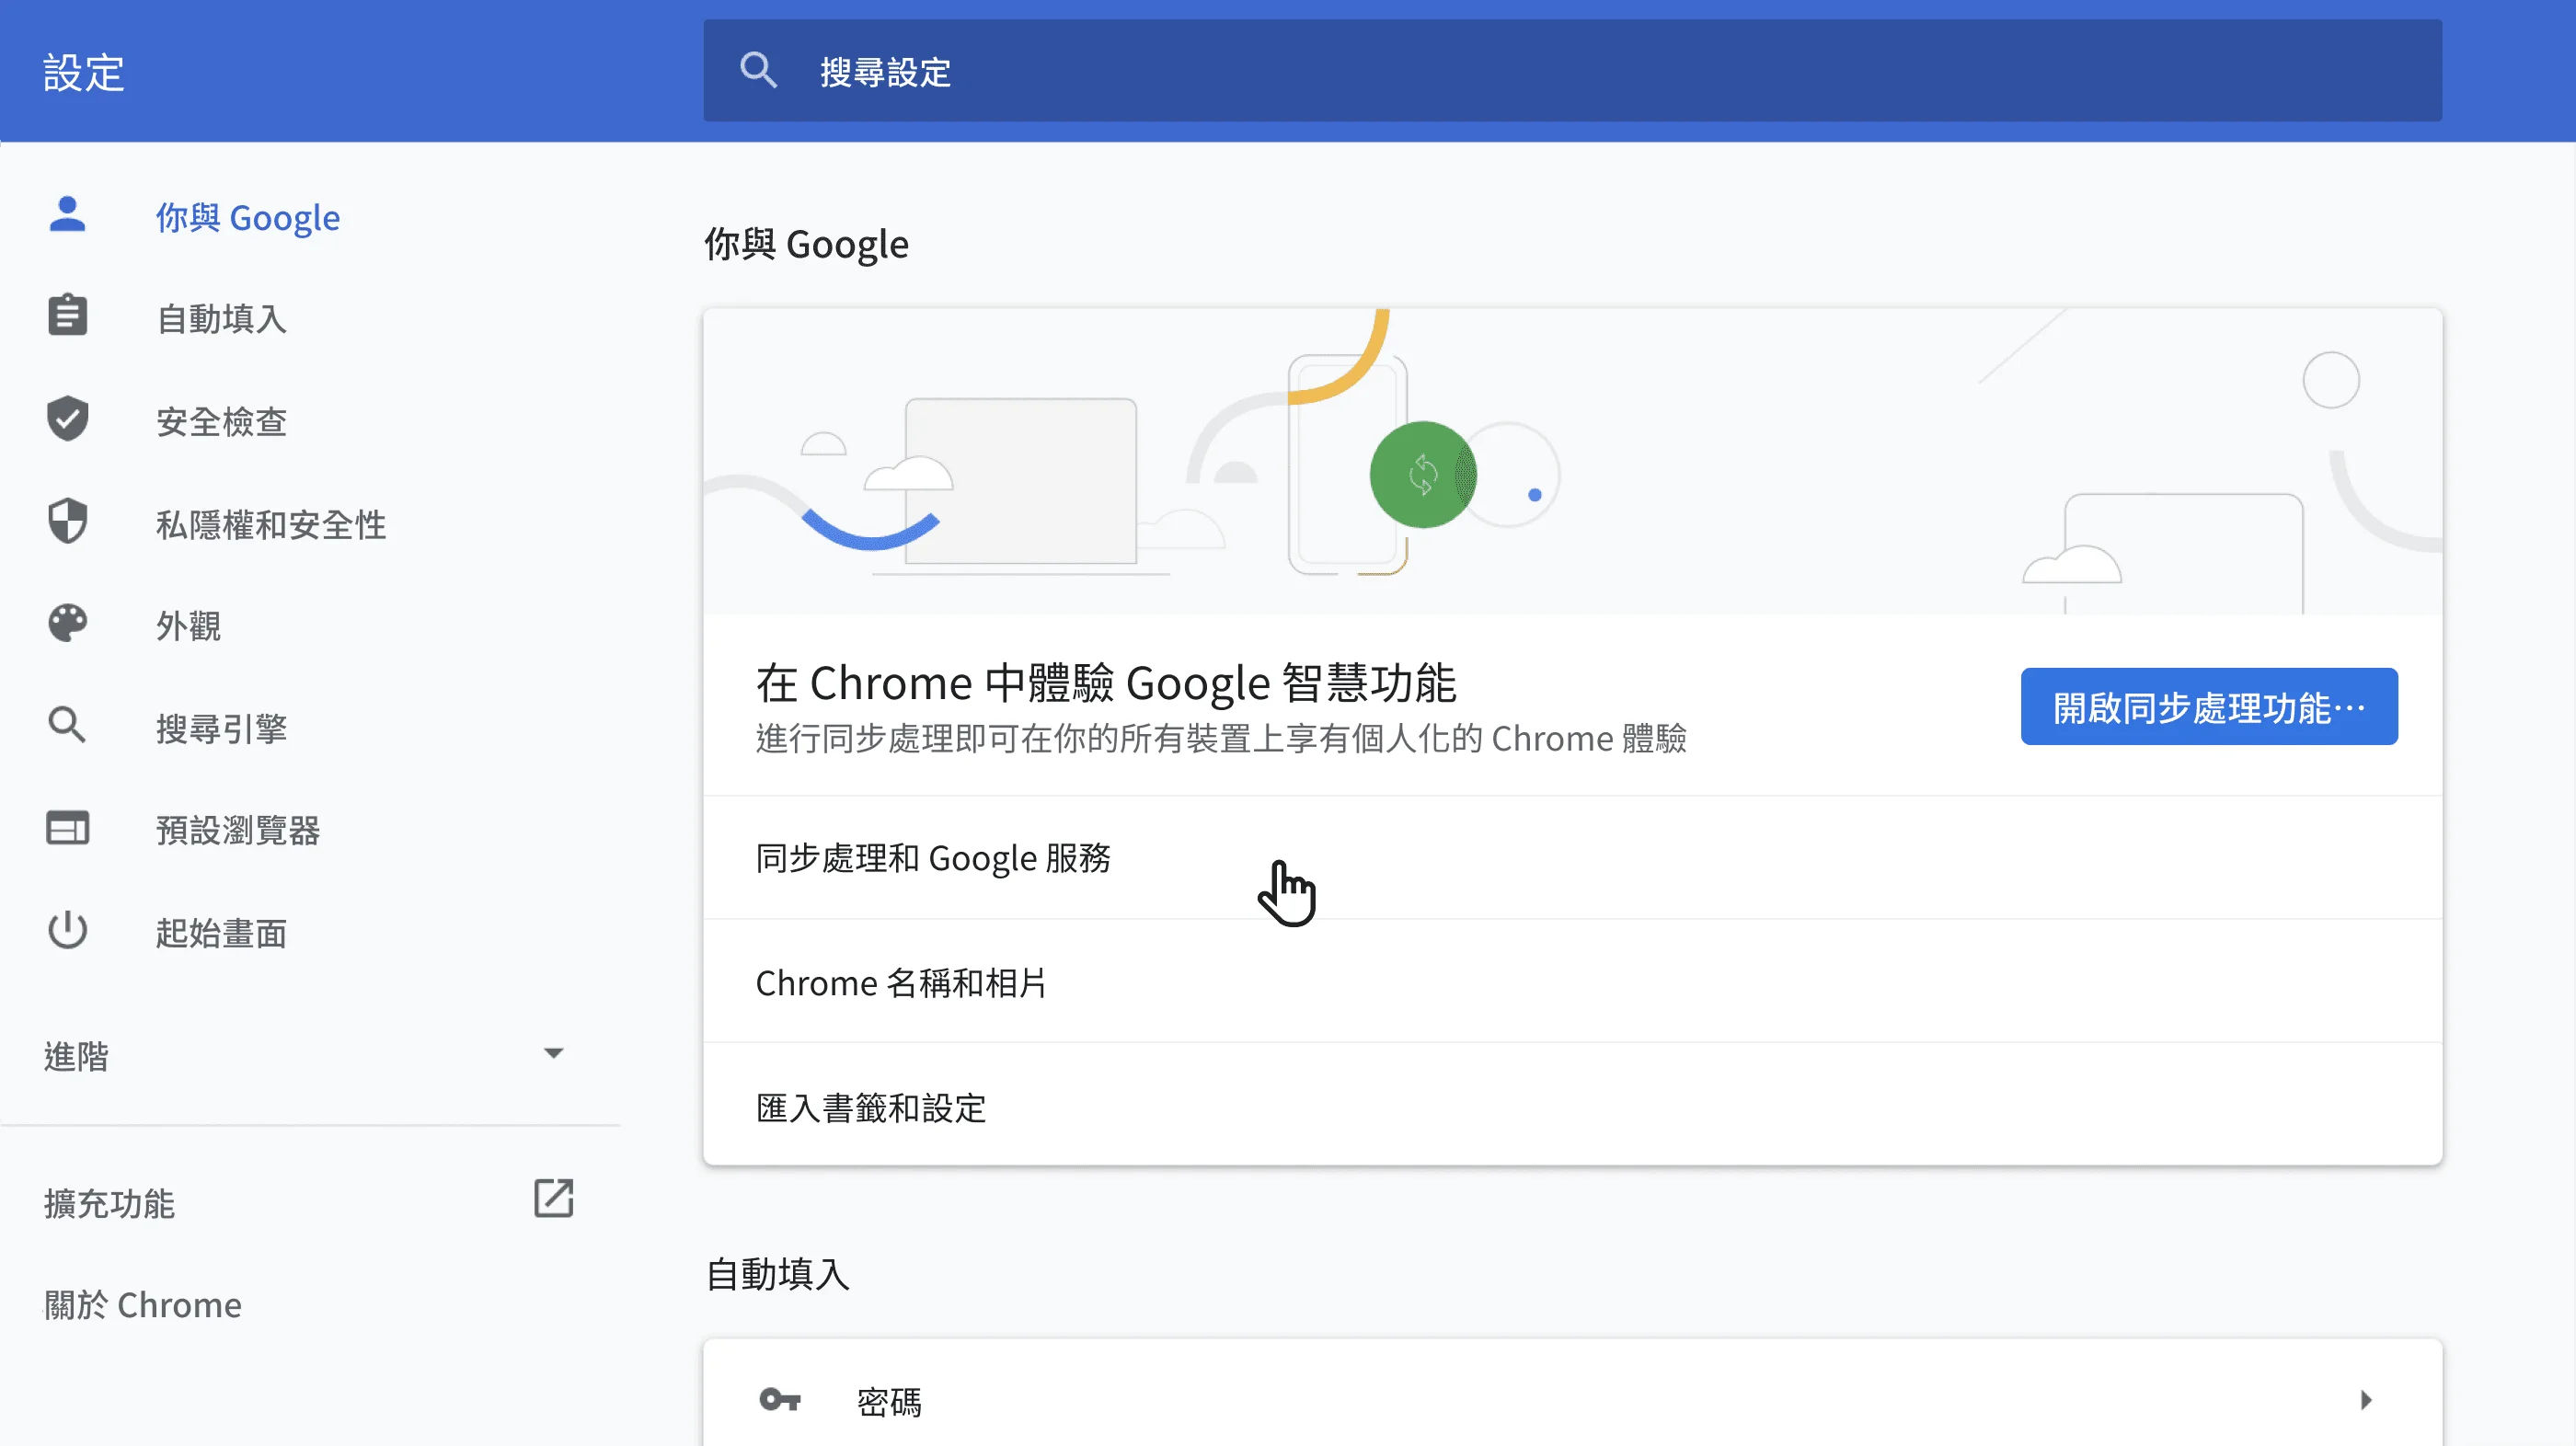 設定
搜尋設定
你與 Google
自動填入
安全檢查
私隱權和安全性
外觀
搜尋引擎
預設瀏覽器
起始畫面
進階
擴充功能
關於 Chrome
你與 Google
在 Chrome 中體驗 Google 智慧功能
進行同步處理即可在你的所有裝置上享有個人化的 Chrome 體驗
開啟同步處理功能…
同步處理和 Google 服務
Chrome 名稱和相片
匯入書籤和設定
自動填入
密碼